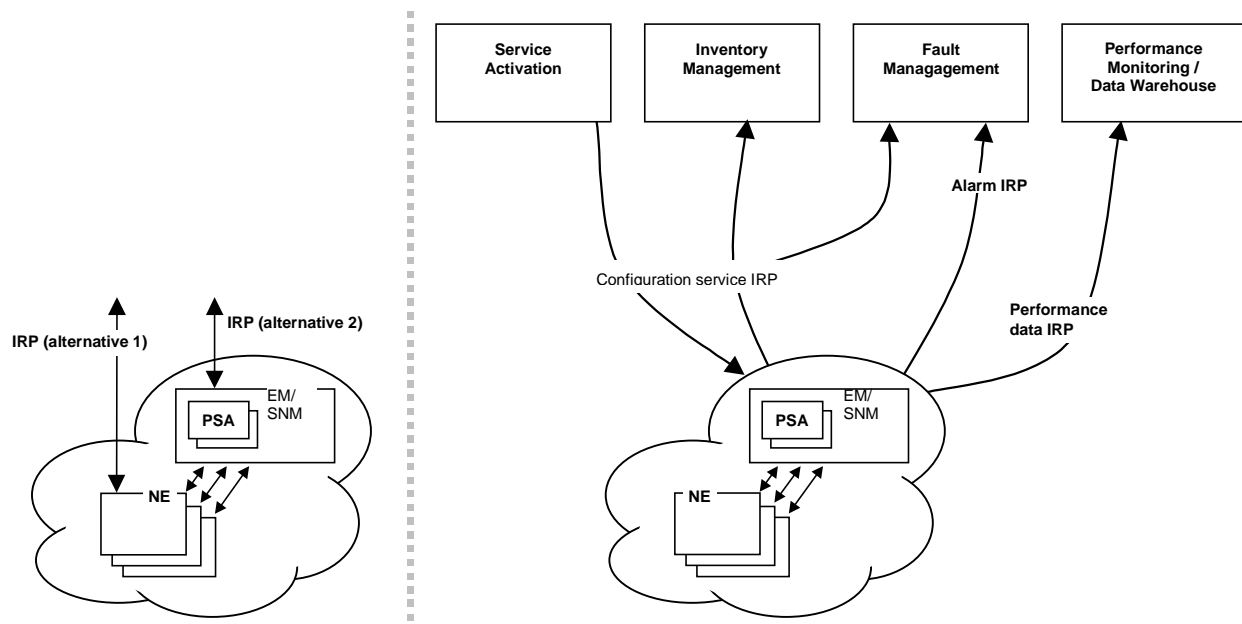 Service
Activation
Inventory
Management
Fault
Managagement
Performance
Monitoring /
Data Warehouse
Alarm IRP
Configuration service IRP
Performance
data IRP
IRP (alternative 2)
IRP (alternative 1)
EM/
SNM
PSA
NE
EM/
SNM
PSA
NE